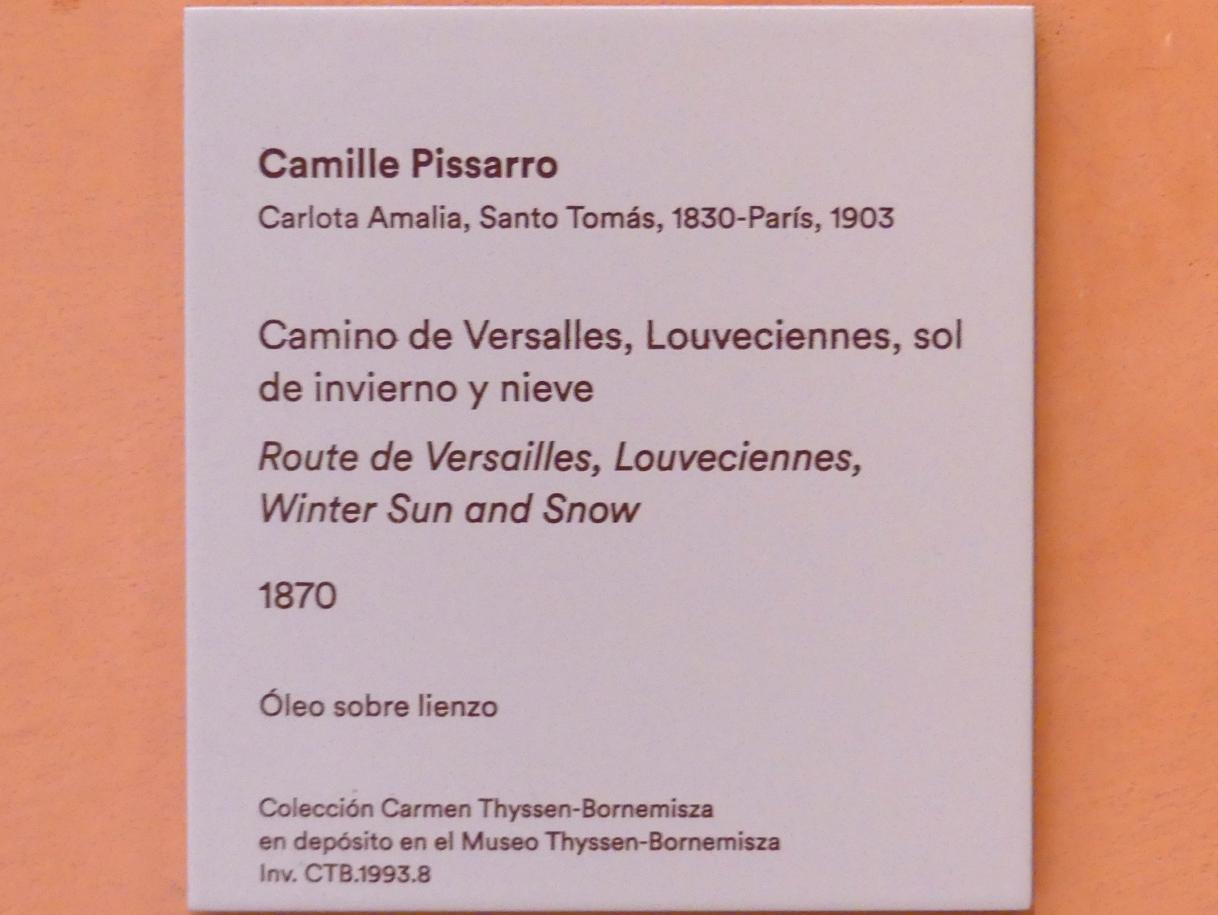 Camille Pissarro
Carlota Amalia, Santo Tomás, 1830-París, 1903
Camino de Versalles, Louveciennes, sol
de invierno y nieve
Route de Versailles, Louveciennes,
Winter Sun and Snow
1870
Óleo sobre lienzo
Colección Carmen Thyssen-Bornemisza
en depósito en el Museo Thyssen-Bornemisza
Inv. CTB.1993.8